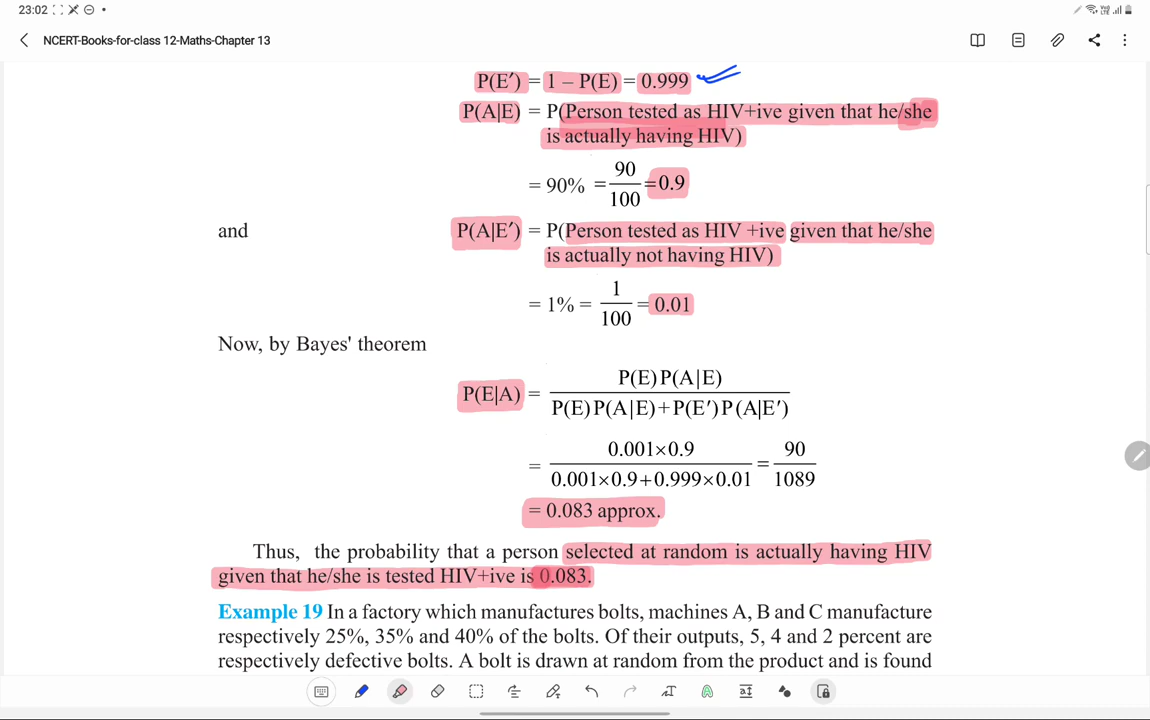 23:02
NCERT-Books-for-class 12-Maths-Chapter 13
P(E′) = 1 – P(E) = 0.999
P(A|E) = P(Person tested as HIV+ive given that he/she
is actually having HIV)
= 90% = 90/100 = 0.9
and P(A|E′) = P(Person tested as HIV +ive given that he/she
is actually not having HIV)
= 1% = 1/100 = 0.01
Now, by Bayes' theorem
P(E|A) = P(E) P(A|E) / P(E) P(A|E) + P(E′) P(A|E′)
= 0.001×0.9 / 0.001×0.9+0.999×0.01 = 90/1089
= 0.083 approx.
Thus, the probability that a person selected at random is actually having HIV
given that he/she is tested HIV+ive is 0.083.
Example 19 In a factory which manufactures bolts, machines A, B and C manufacture
respectively 25%, 35% and 40% of the bolts. Of their outputs, 5, 4 and 2 percent are
respectively defective bolts. A bolt is drawn at random from the product and is found